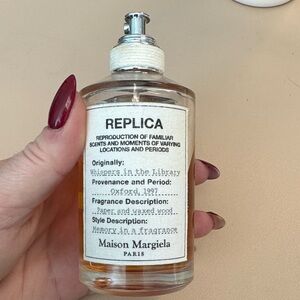 REPLICA
REPRODUCTION OF FAMILIAR
SCENTS AND MOMENTS OF VARYING
LOCATIONS AND PERIODS
Originally:
Whispers in the Library
Provenance and Period:
Oxford, 1997
Fragrance Description:
Paper and waxed wood
Style Description:
Memory in a fragrance
Maison Margiela
PARIS